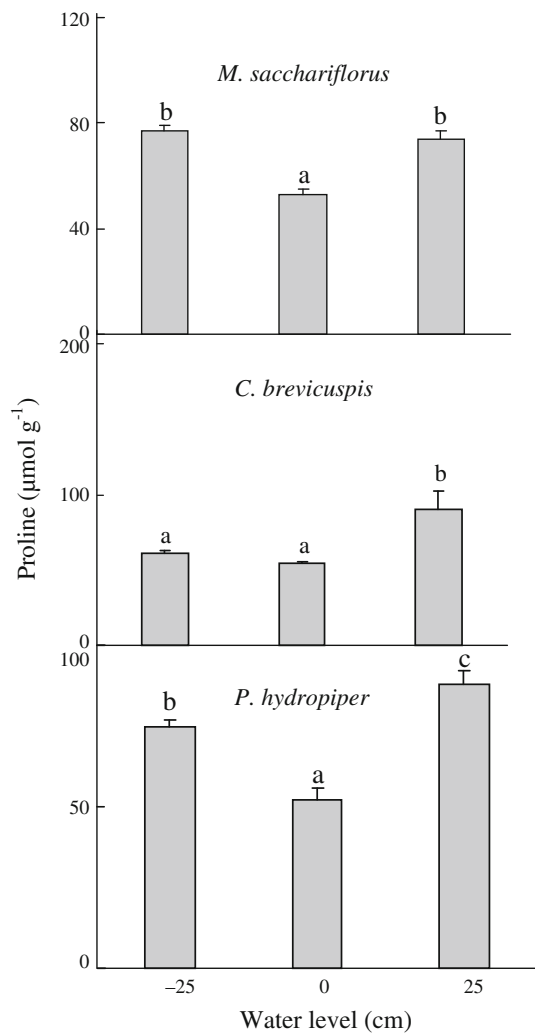 120
M. sacchariflorus
b
b
80
a
40
0
200
C. brevicuspis
b
100
a
a
0
100
c
P. hydropiper
b
a
50
0
−25
0
25
Water level (cm)
Proline (µmol g⁻¹)